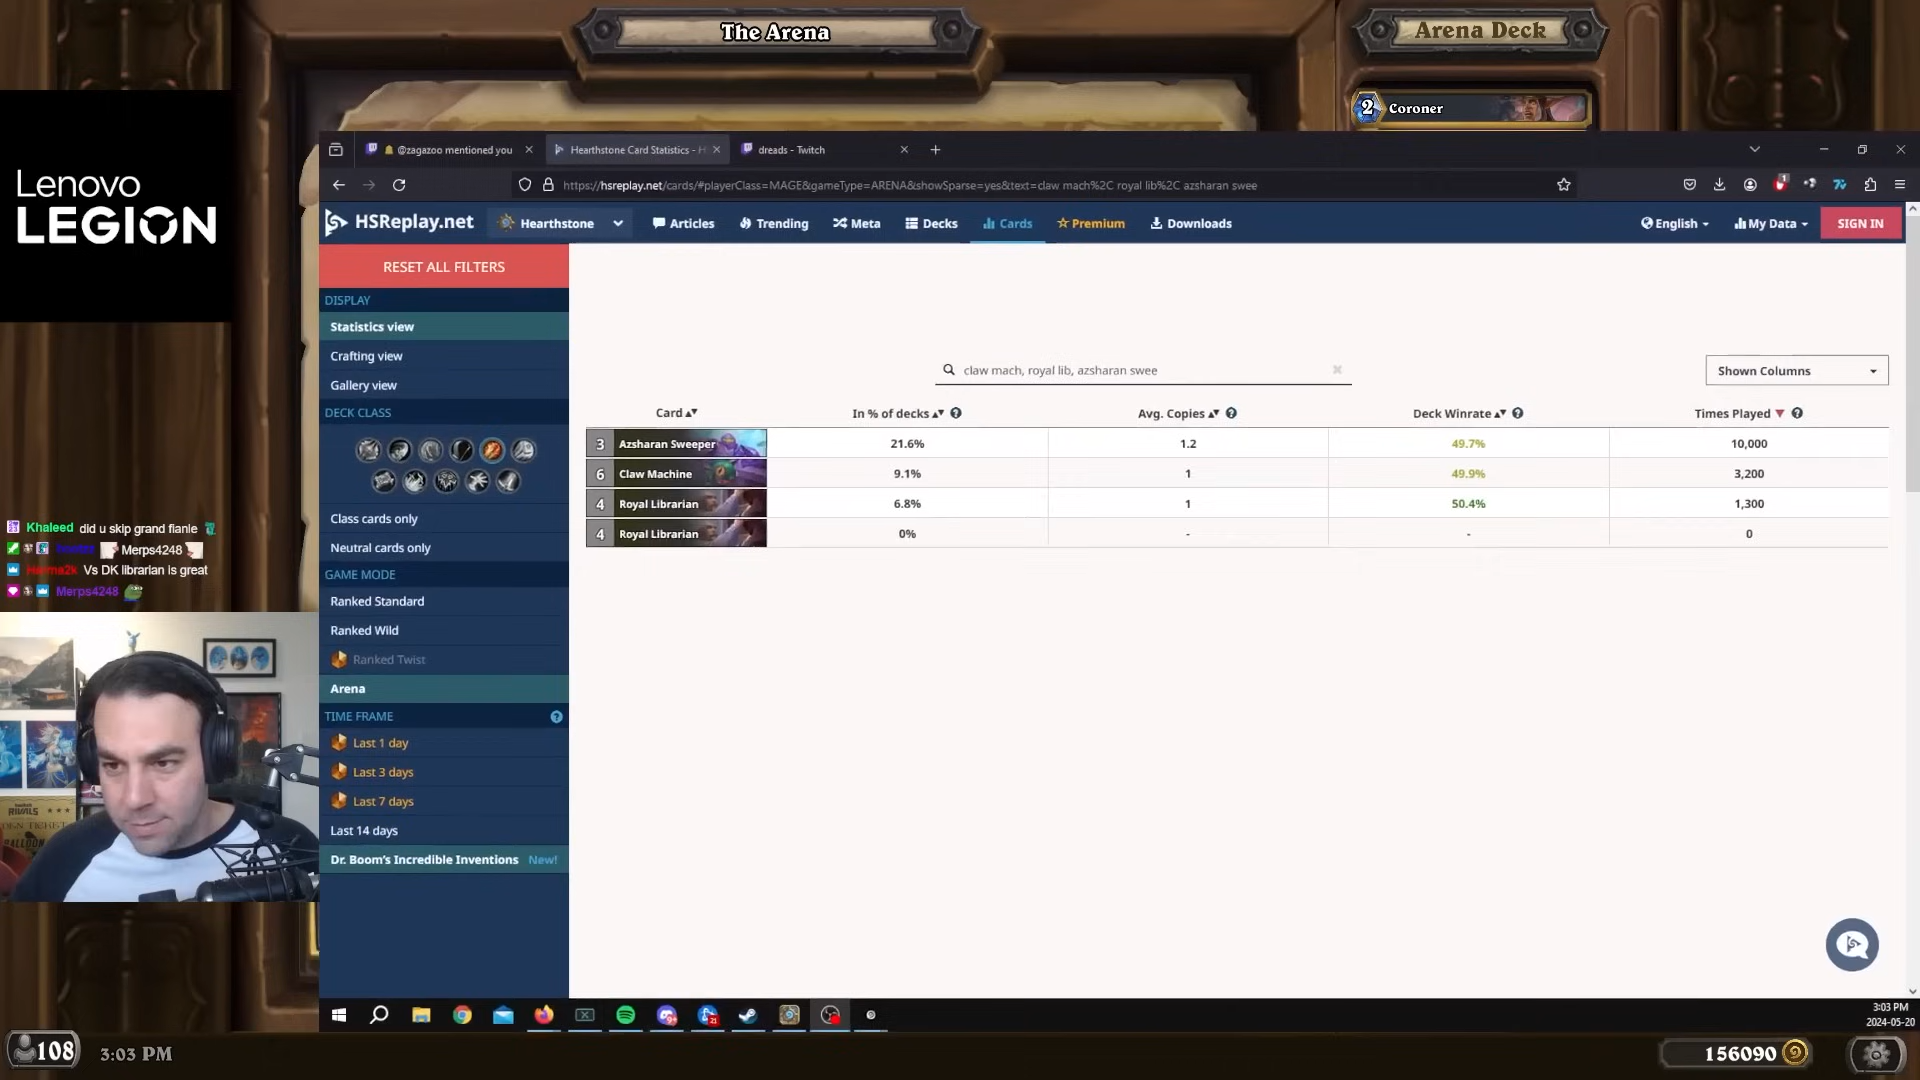 The Arena
Arena Deck
2 Coroner
Lenovo
LEGION
@zagazoo mentioned you
Hearthstone Card Statistics - H
dreads - Twitch
https://hsreplay.net/cards/#playerClass=MAGE&gameType=ARENA&showSparse=yes&text=claw mach%2C royal lib%2C azsharan swee
HSReplay.net
Hearthstone
Articles
Trending
Meta
Decks
Cards
Premium
Downloads
English
My Data
SIGN IN
RESET ALL FILTERS
DISPLAY
Statistics view
Crafting view
Gallery view
DECK CLASS
Class cards only
Neutral cards only
GAME MODE
Ranked Standard
Ranked Wild
Ranked Twist
Arena
TIME FRAME
Last 1 day
Last 3 days
Last 7 days
Last 14 days
Dr. Boom's Incredible Inventions New!
claw mach, royal lib, azsharan swee
Shown Columns
Card In % of decks Avg. Copies Deck Winrate Times Played
3 Azsharan Sweeper 21.6% 1.2 49.7% 10,000
6 Claw Machine 9.1% 1 49.9% 3,200
4 Royal Librarian 6.8% 1 50.4% 1,300
4 Royal Librarian 0% - - 0
Khaleed did u skip grand fianle
Merps4248
Vs DK librarian is great
Merps4248
RIVALS
3:03 PM
2024-05-20
108
3:03 PM
156090